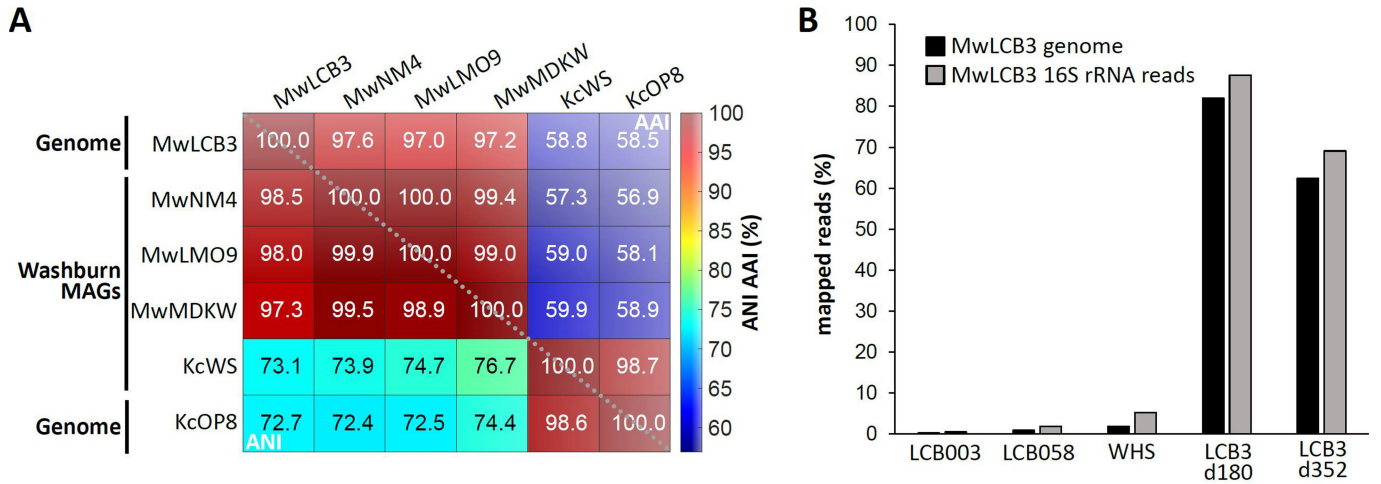 A
MwLCB3 MwNM4 MwLMO9 MwMDKW KcWS KcOP8
AAI
Genome
MwLCB3 100.0 97.6 97.0 97.2 58.8 58.5
Washburn
MAGs
MwNM4 98.5 100.0 100.0 99.4 57.3 56.9
MwLMO9 98.0 99.9 100.0 99.0 59.0 58.1
MwMDKW 97.3 99.5 98.9 100.0 59.9 58.9
KcWS 73.1 73.9 74.7 76.7 100.0 98.7
Genome
KcOP8 72.7 72.4 72.5 74.4 98.6 100.0
ANI
100
95
90
85
80
75
70
65
60
ANI AAI (%)
B
MwLCB3 genome
MwLCB3 16S rRNA reads
mapped reads (%)
100
90
80
70
60
50
40
30
20
10
0
LCB003 LCB058 WHS LCB3 LCB3
d180 d352